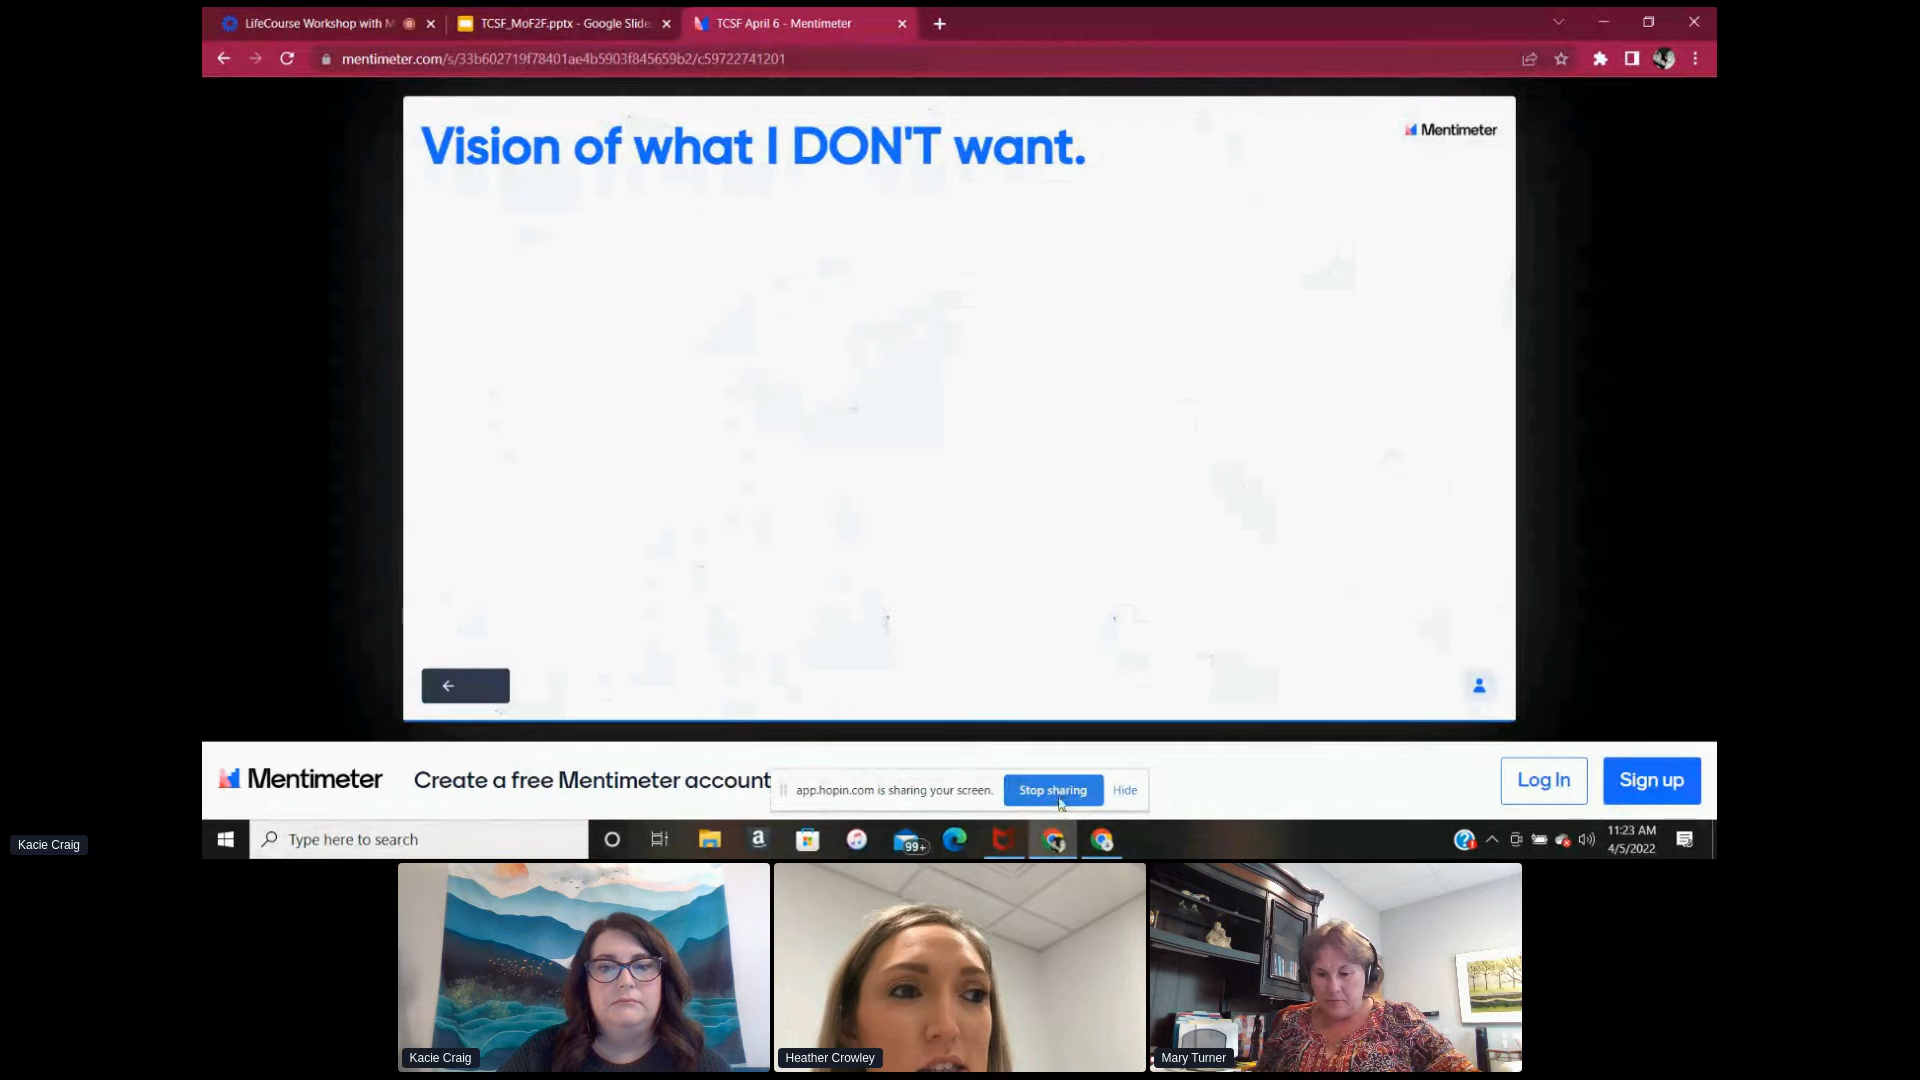 LifeCourse Workshop with M
TCSF_MoF2F.pptx - Google Slide
TCSF April 6 - Mentimeter
mentimeter.com/s/33b602719f78401ae4b5903f845659b2/c59722741201
Vision of what I DON'T want.
Mentimeter
Mentimeter
Create a free Mentimeter account
app.hopin.com is sharing your screen.
Stop sharing
Hide
Log In
Sign up
Type here to search
99+
11:23 AM
4/5/2022
Kacie Craig
Kacie Craig
Heather Crowley
Mary Turner